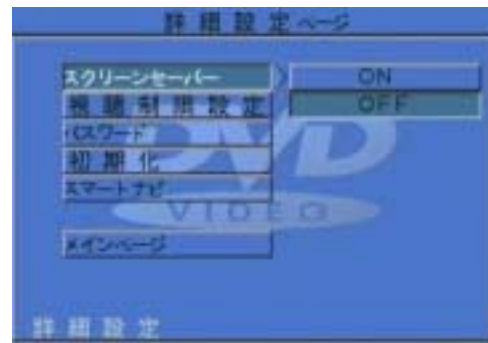 詳細設定ページ
スクリーンセーバー
ON
視聴制限設定
OFF
パスワード
初期化
スマートナビ
DVD
VIDEO
メインページ
詳細設定